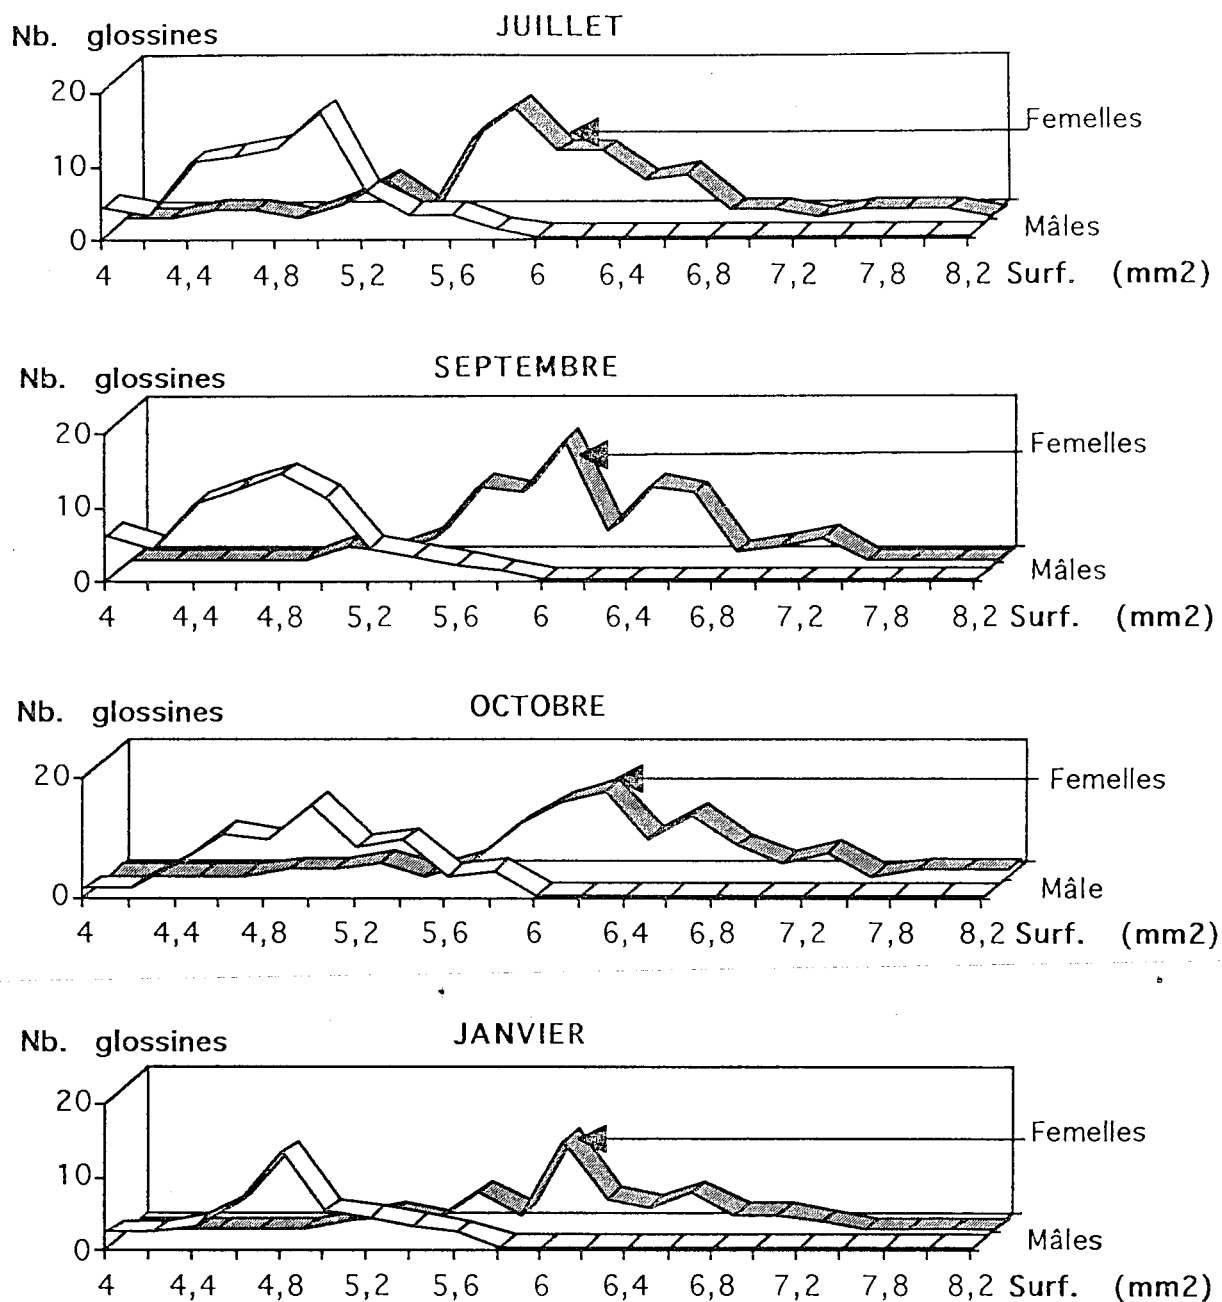 JUILLET
Nb. glossines
20
10
0
Femelles
Mâles
4 4,4 4,8 5,2 5,6 6 6,4 6,8 7,2 7,8 8,2 Surf. (mm2)
SEPTEMBRE
Nb. glossines
20
10
0
Femelles
Mâles
4 4,4 4,8 5,2 5,6 6 6,4 6,8 7,2 7,8 8,2 Surf. (mm2)
OCTOBRE
Nb. glossines
20
0
Femelles
Mâle
4 4,4 4,8 5,2 5,6 6 6,4 6,8 7,2 7,8 8,2 Surf. (mm2)
JANVIER
Nb. glossines
20
10
0
Femelles
Mâles
4 4,4 4,8 5,2 5,6 6 6,4 6,8 7,2 7,8 8,2 Surf. (mm2)